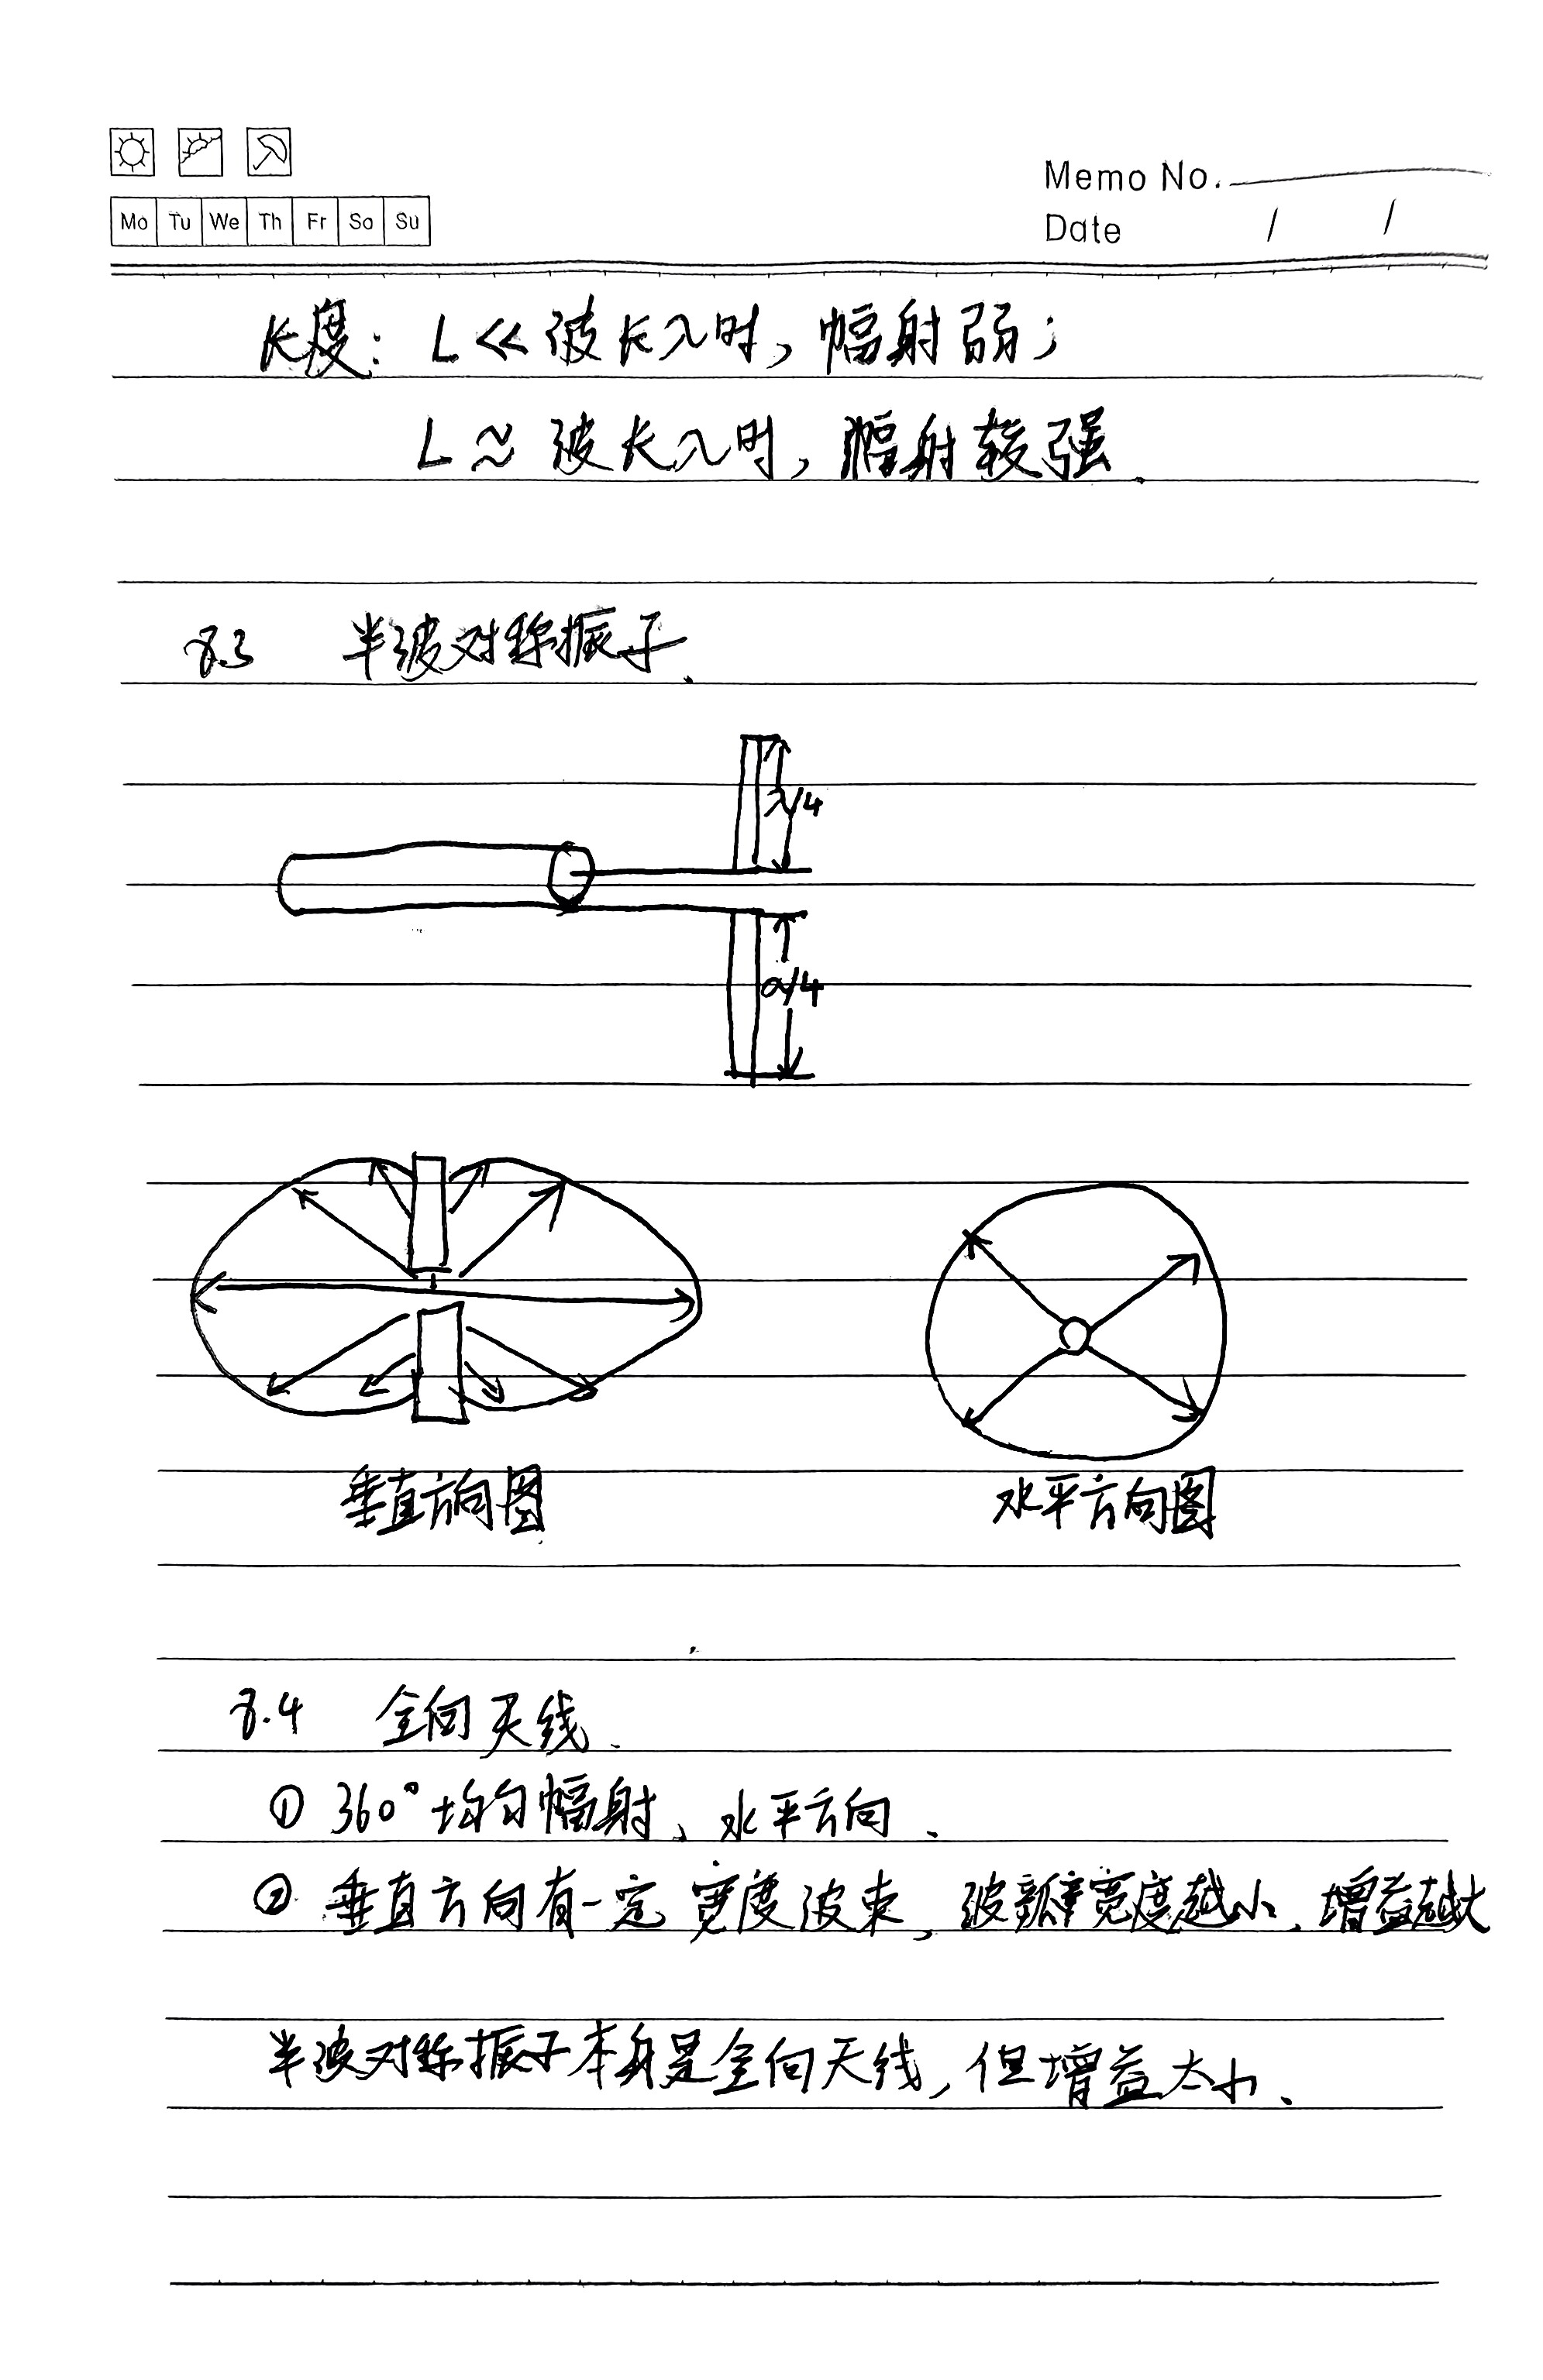 Memo No.
Mo Tu We Th Fr Sa Su
Date / /
长度: L << 波长λ时, 幅射弱;
L ≈ 波长λ时, 幅射较强.
8.3 半波对称振子.
λ/4
λ/4
垂直方向图
水平方向图
8.4 全向天线.
① 360° 均匀幅射、水平方向.
② 垂直方向有一定宽度波束, 波瓣宽度越小、增益越大
半波对称振子本身是全向天线, 但增益太小.